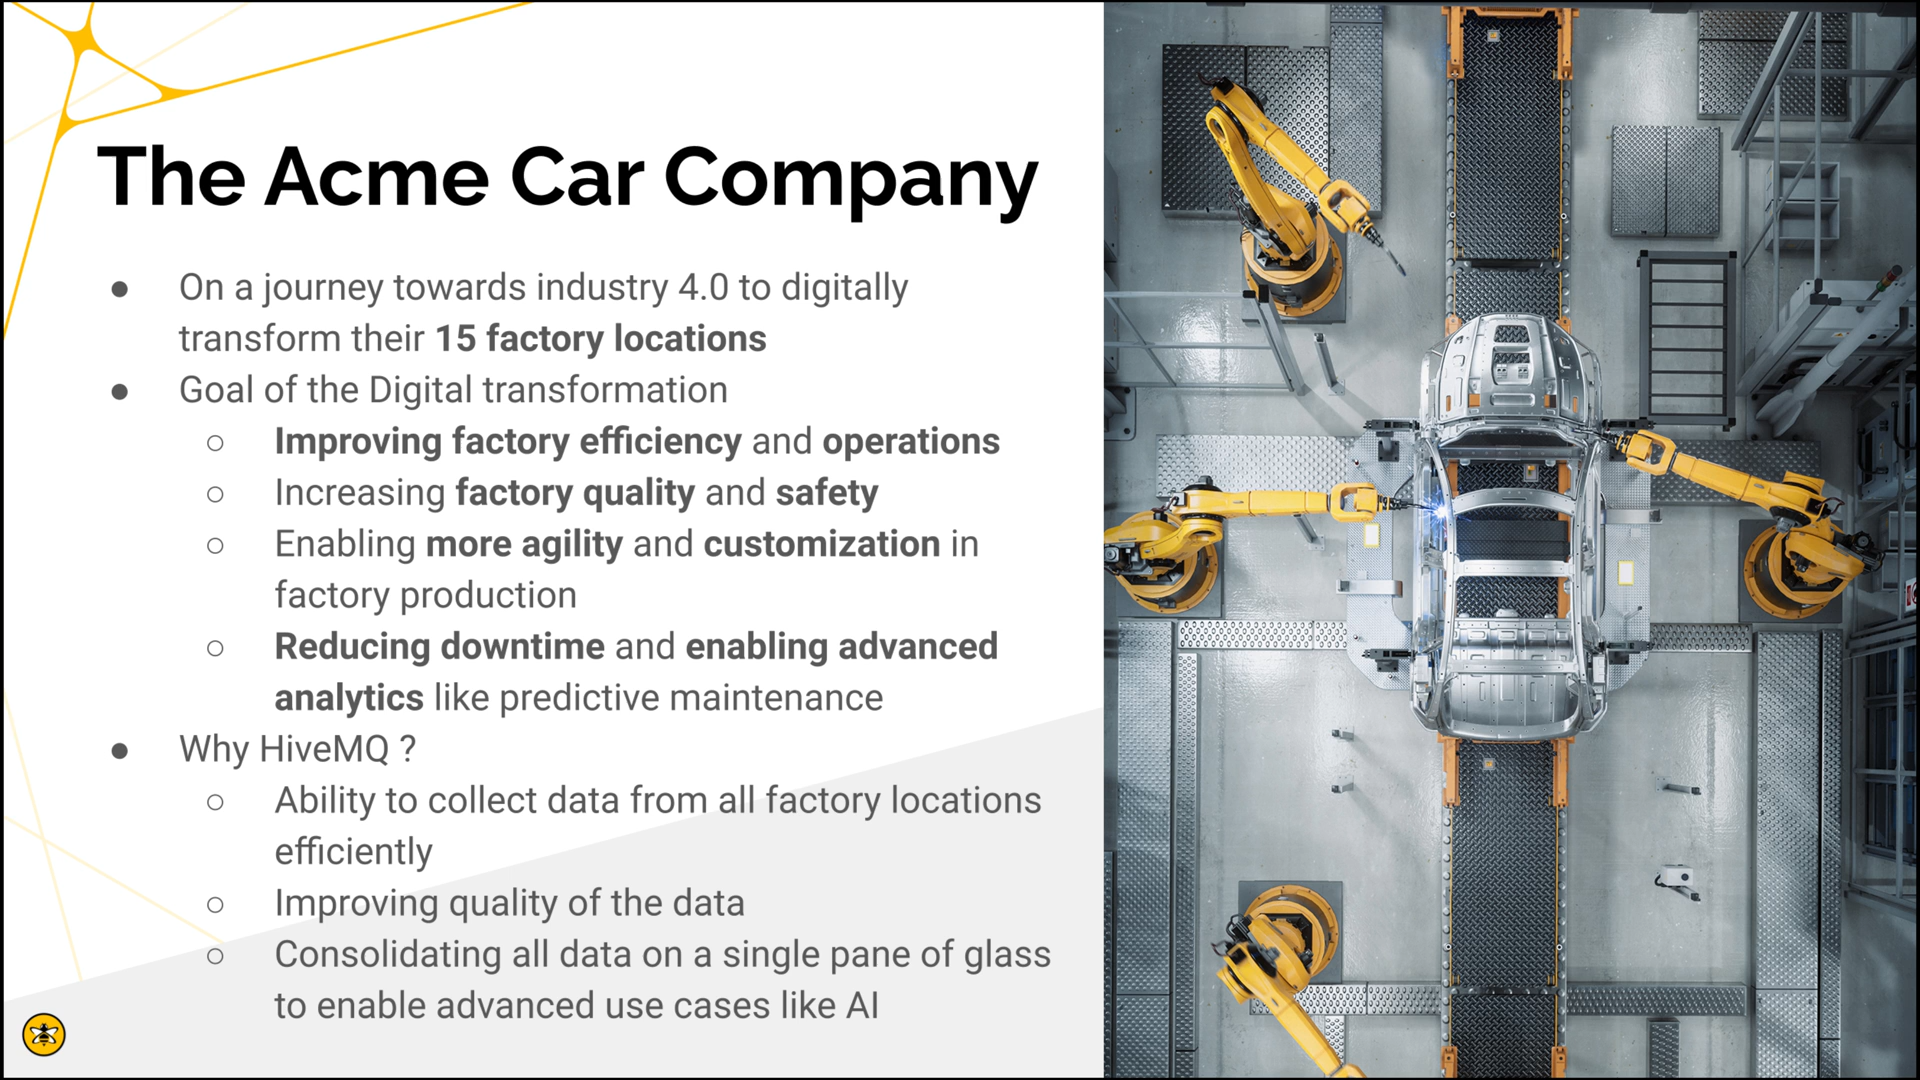 The Acme Car Company
● On a journey towards industry 4.0 to digitally
transform their 15 factory locations
● Goal of the Digital transformation
○ Improving factory efficiency and operations
○ Increasing factory quality and safety
○ Enabling more agility and customization in
factory production
○ Reducing downtime and enabling advanced
analytics like predictive maintenance
● Why HiveMQ ?
○ Ability to collect data from all factory locations
efficiently
○ Improving quality of the data
○ Consolidating all data on a single pane of glass
to enable advanced use cases like AI